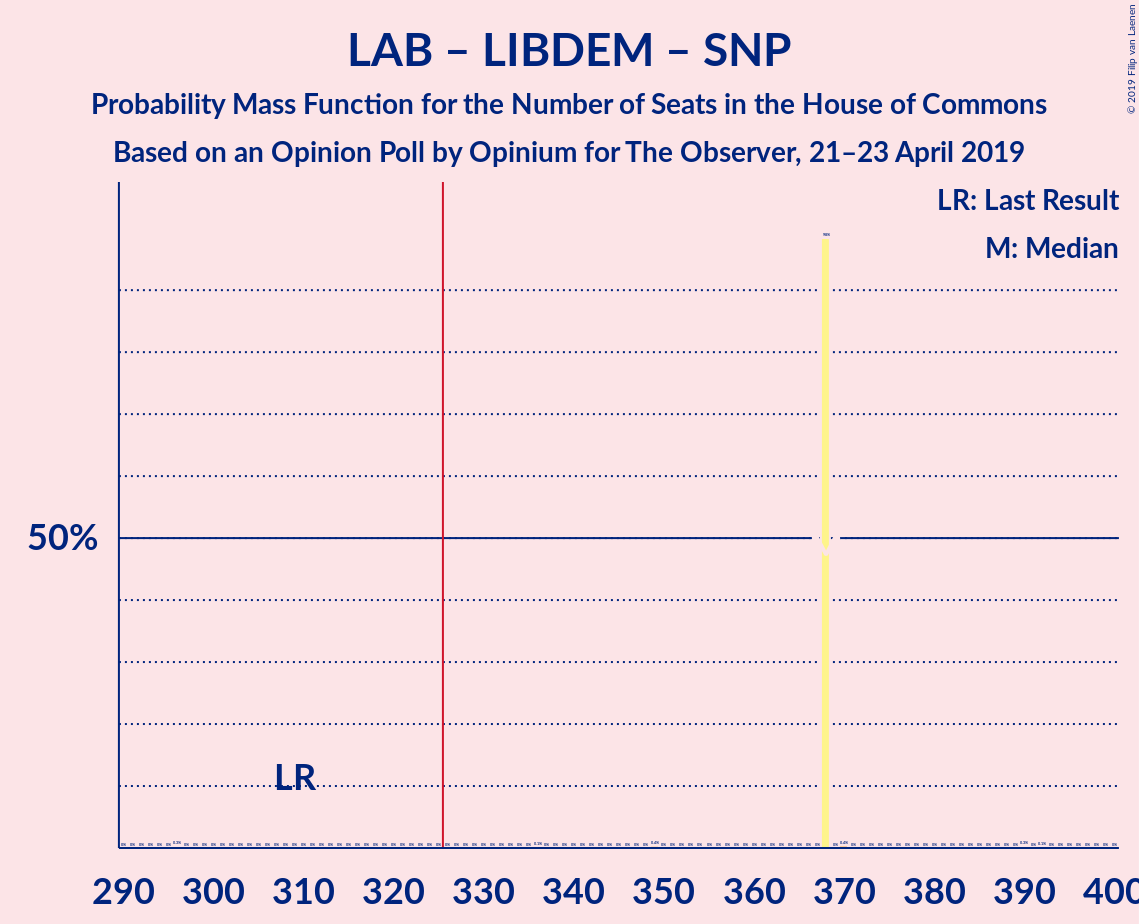 LAB – LIBDEM – SNP
Probability Mass Function for the Number of Seats in the House of Commons
Based on an Opinion Poll by Opinium for The Observer, 21–23 April 2019
© 2019 Filip van Laenen
LR: Last Result
M: Median
50%
LR
290 300 310 320 330 340 350 360 370 380 390 400